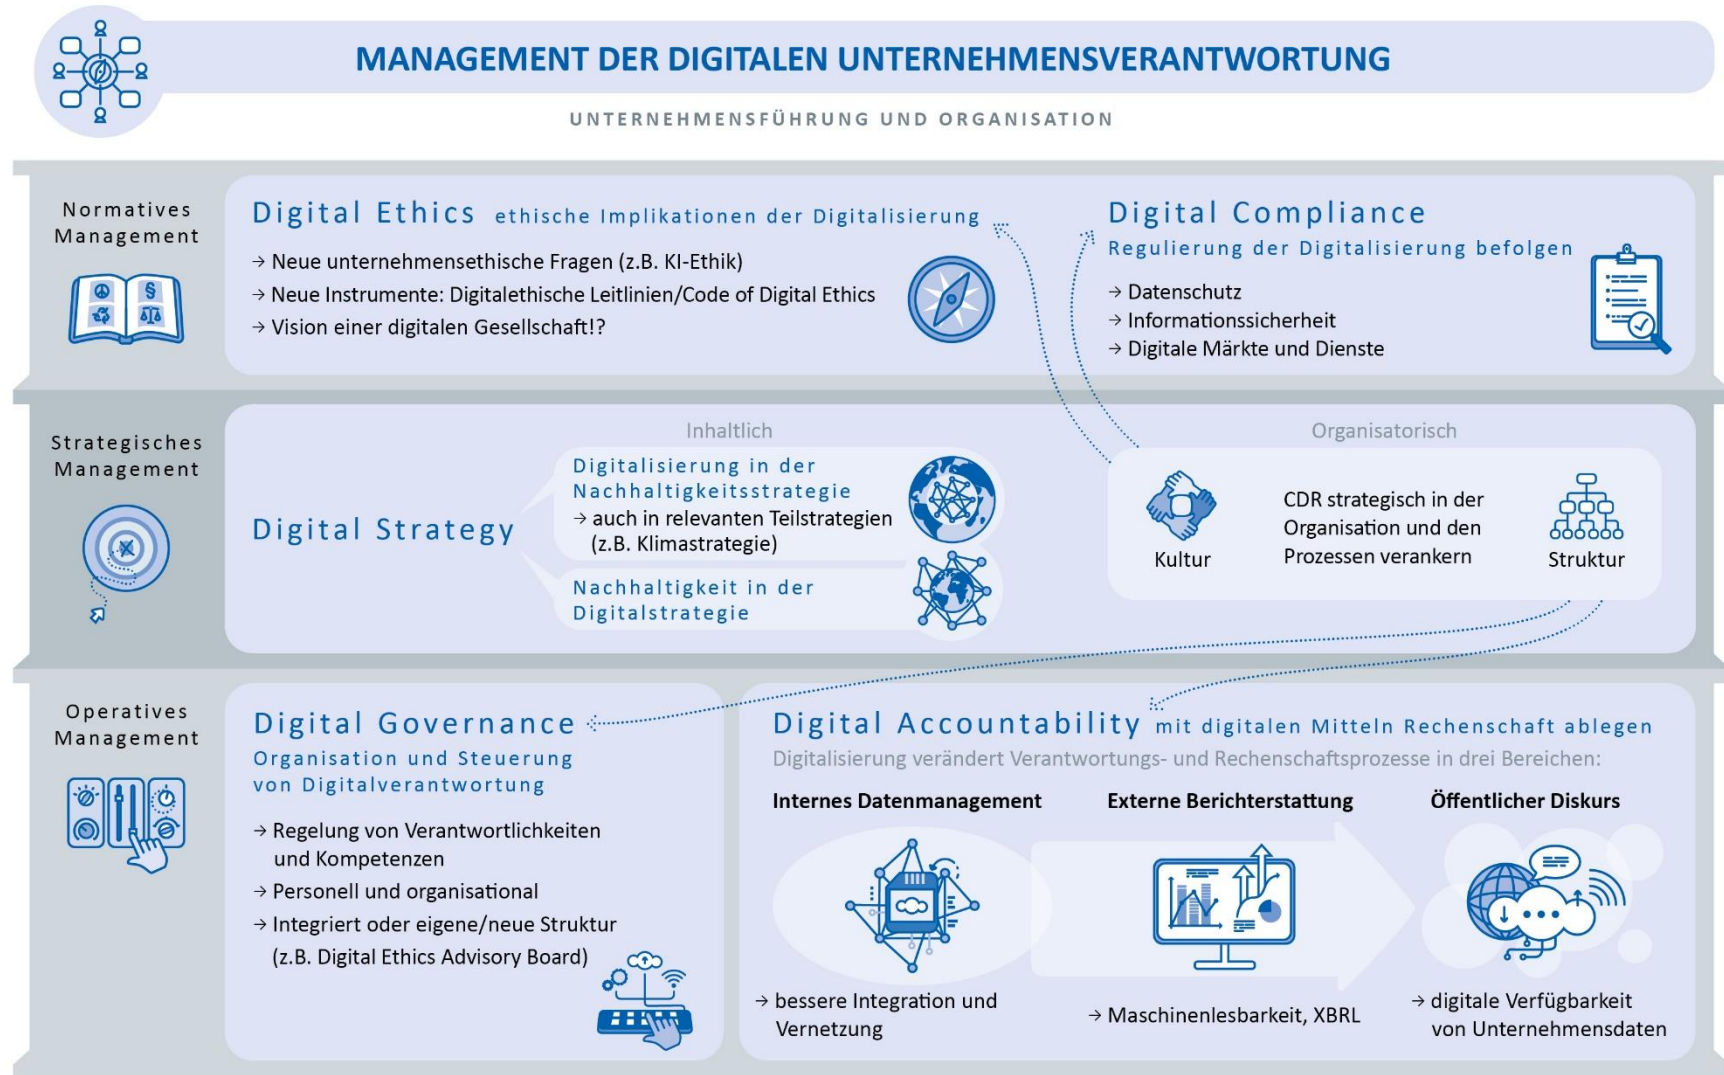 MANAGEMENT DER DIGITALEN UNTERNEHMENSVERANTWORTUNG
UNTERNEHMENSFÜHRUNG UND ORGANISATION
Normatives
Management
Digital Ethics ethische Implikationen der Digitalisierung
→ Neue unternehmensethische Fragen (z.B. KI-Ethik)
→ Neue Instrumente: Digitalethische Leitlinien/Code of Digital Ethics
→ Vision einer digitalen Gesellschaft!?
Digital Compliance
Regulierung der Digitalisierung befolgen
→ Datenschutz
→ Informationssicherheit
→ Digitale Märkte und Dienste
§
Strategisches
Management
Digital Strategy
Inhaltlich
Digitalisierung in der
Nachhaltigkeitsstrategie
→ auch in relevanten Teilstrategien
(z.B. Klimastrategie)
Nachhaltigkeit in der
Digitalstrategie
Organisatorisch
Kultur
CDR strategisch in der
Organisation und den
Prozessen verankern
Struktur
Operatives
Management
Digital Governance
Organisation und Steuerung
von Digitalverantwortung
→ Regelung von Verantwortlichkeiten
und Kompetenzen
→ Personell und organisational
→ Integriert oder eigene/neue Struktur
(z.B. Digital Ethics Advisory Board)
Digital Accountability mit digitalen Mitteln Rechenschaft ablegen
Digitalisierung verändert Verantwortungs- und Rechenschaftsprozesse in drei Bereichen:
Internes Datenmanagement
→ bessere Integration und
Vernetzung
Externe Berichterstattung
→ Maschinenlesbarkeit, XBRL
Öffentlicher Diskurs
→ digitale Verfügbarkeit
von Unternehmensdaten